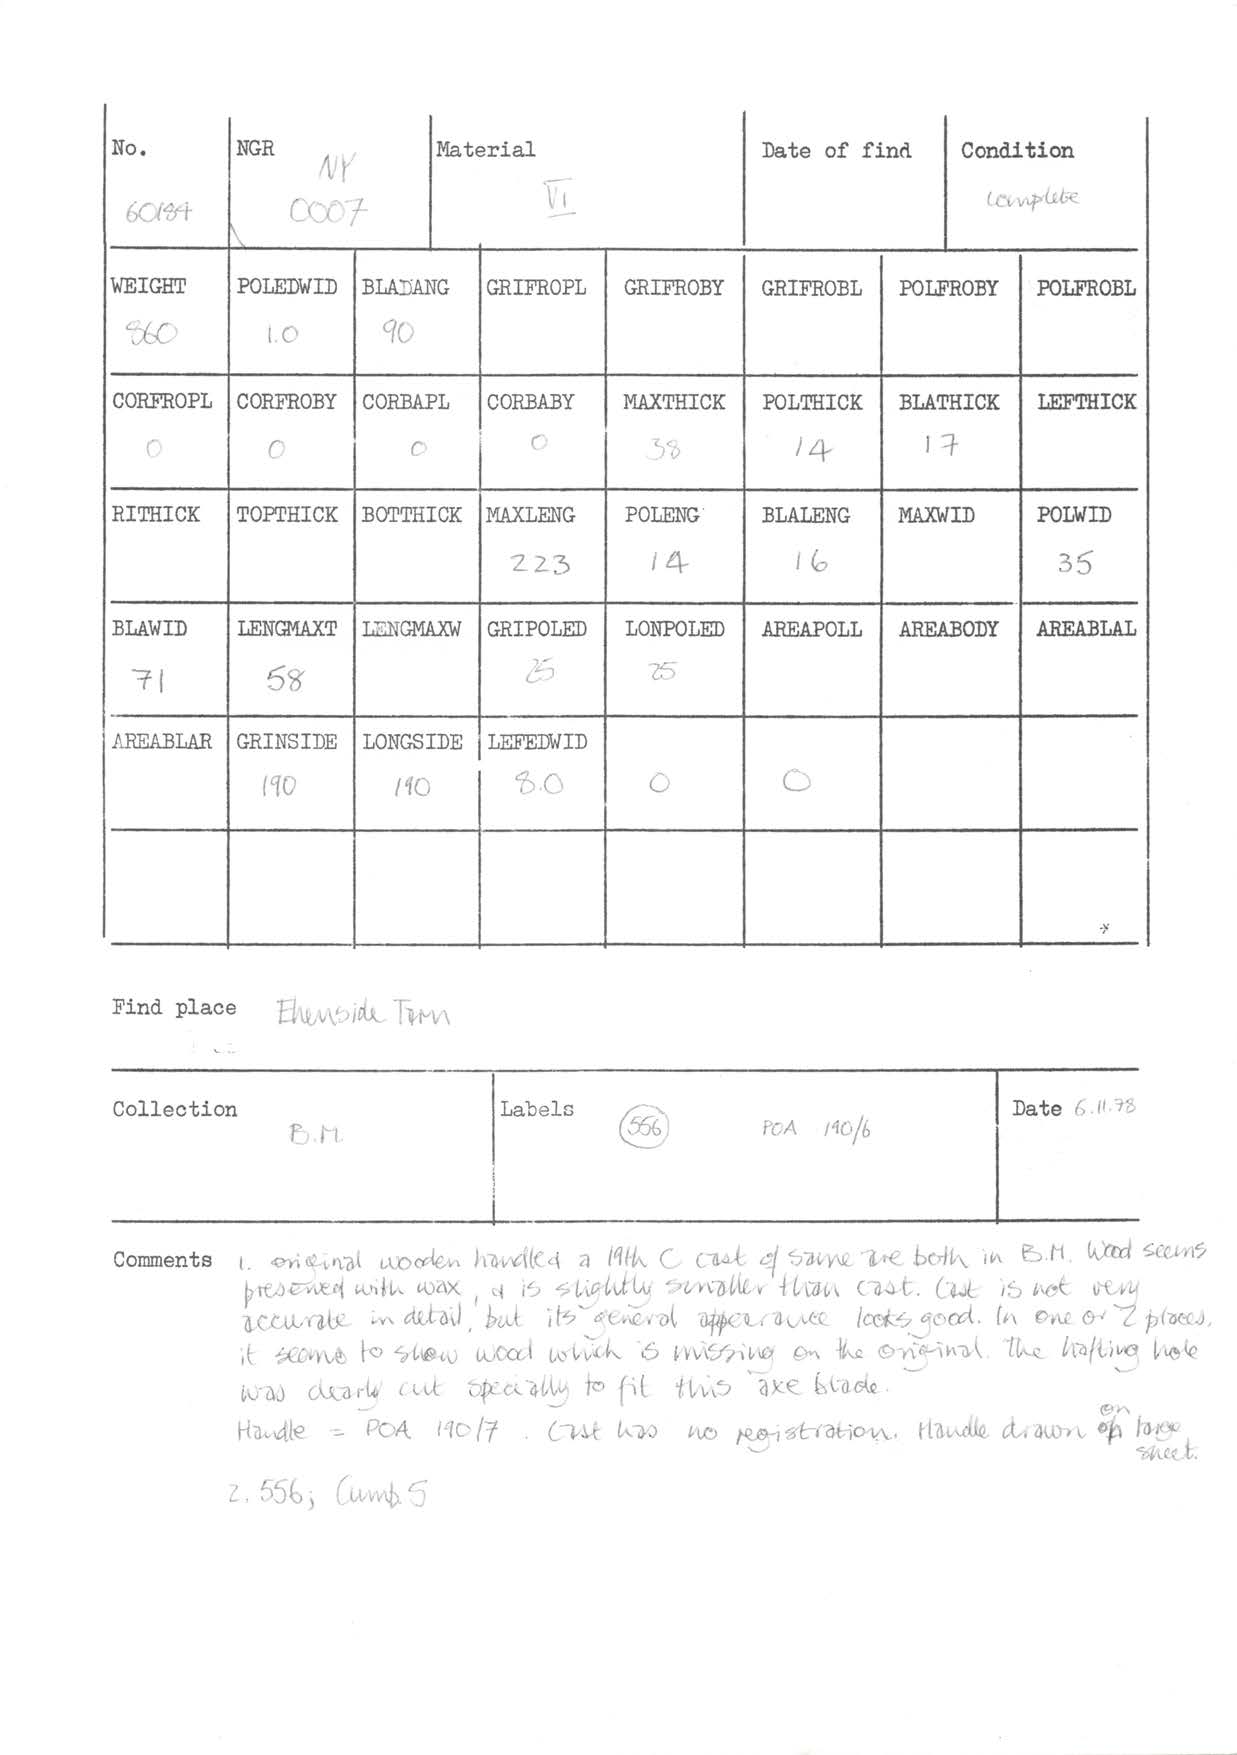 No. NGR Material Date of find Condition
NY
60184 0007 VI complete
WEIGHT POLEDWID BLADANG GRIFROPL GRIFROBY GRIFROBL POLFROBY POLFROBL
860 1.0 90
CORFROPL CORFROBY CORBAPL CORBABY MAXTHICK POLTHICK BLATHICK LEFTHICK
0 0 0 0 38 14 17
RITHICK TOPTHICK BOTTHICK MAXLENG POLENG BLALENG MAXWID POLWID
223 14 16 35
BLAWID LENGMAXT LENGMAXW GRIPOLED LONPOLED AREAPOLL AREABODY AREABLAL
71 58 25 25
AREABLAR GRINSIDE LONGSIDE LEFEDWID
190 190 8.0 0 0
Find place Ehenside Tarn
Collection Labels Date 6.11.78
B.M. 556 POA 190/6
Comments 1. original wooden handle & a 19th C cast of same are both in B.M. Wood seems
preserved with wax, & is slightly smaller than cast. Cast is not very
accurate in detail, but its general appearance looks good. In one or 2 places,
it seems to show wood which is missing on the original. The hafting hole
was clearly cut specially to fit this axe blade.
Handle = POA 190/7. Cast has no registration. Handle drawn on large
sheet.
2. 556; Cumb. 5